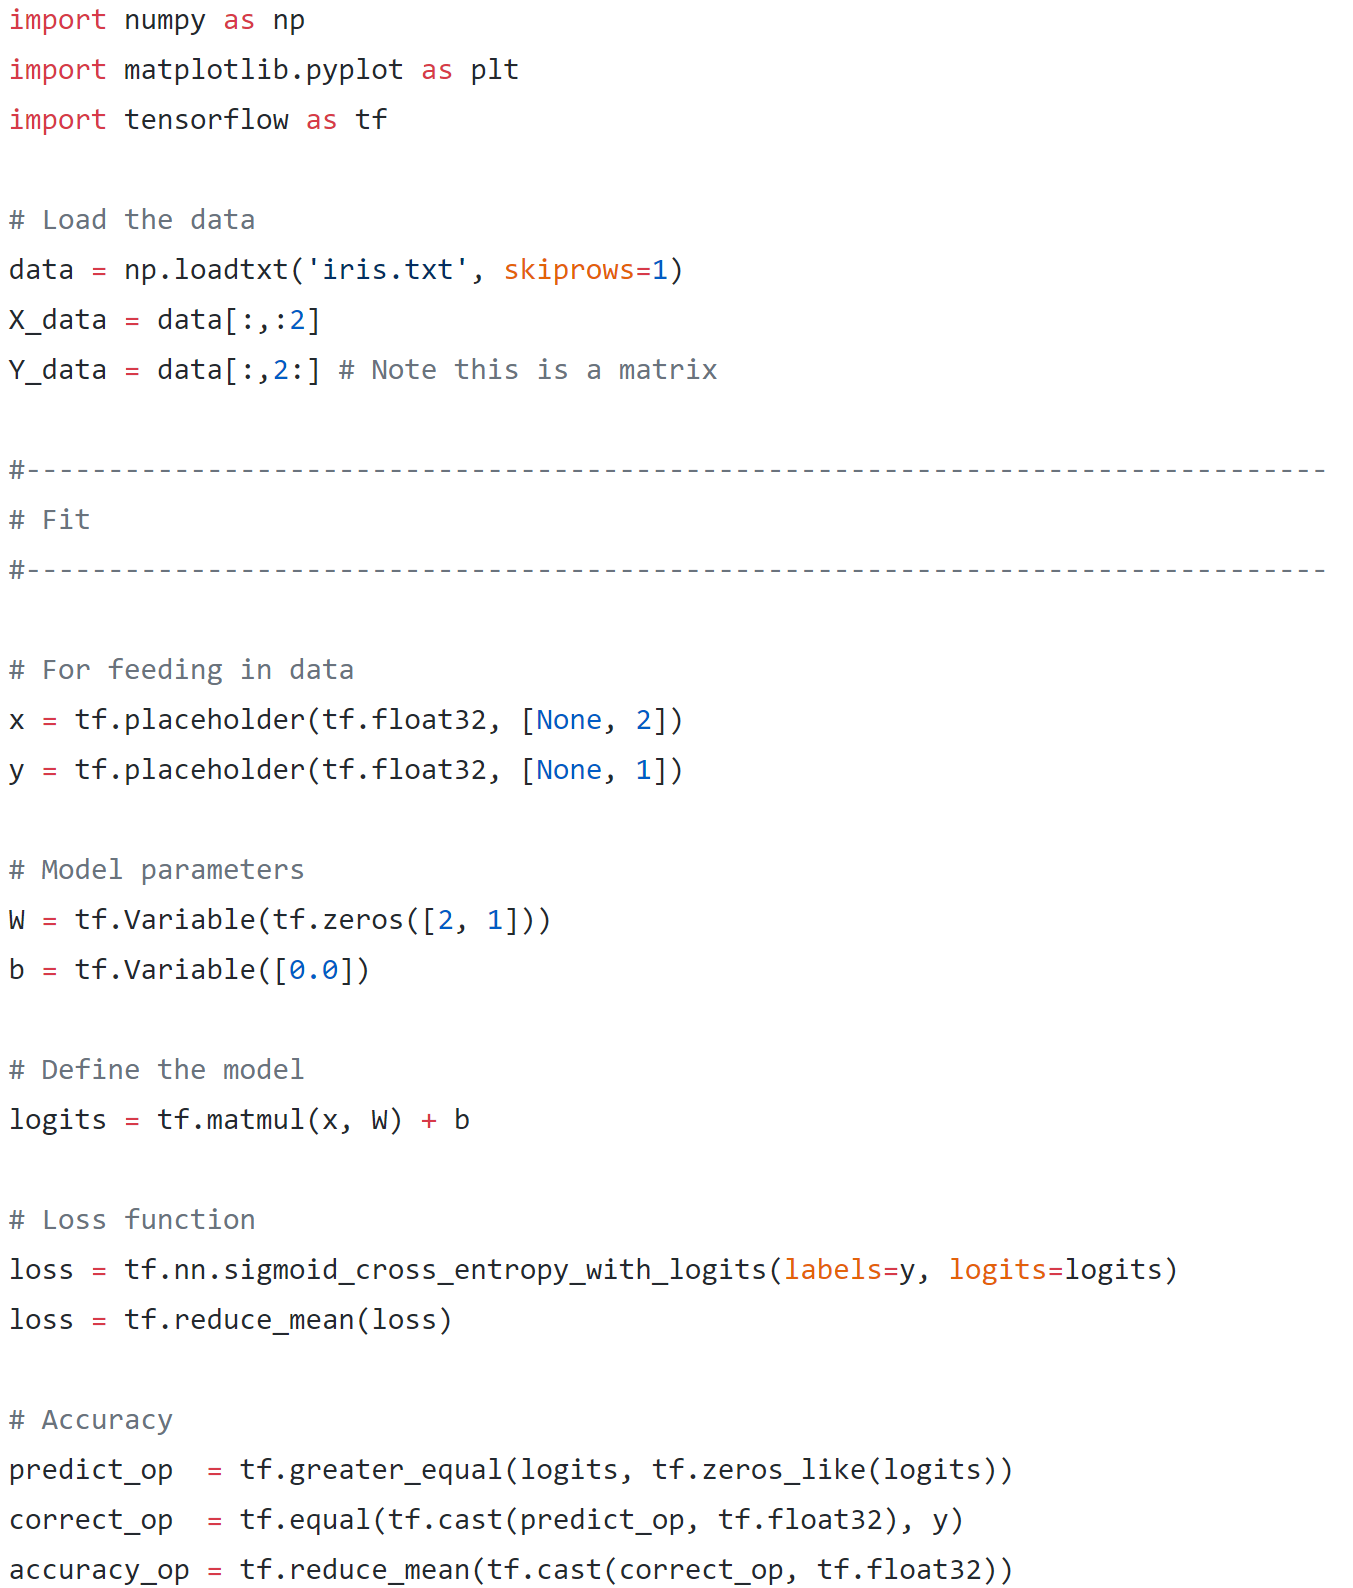 import numpy as np
import matplotlib.pyplot as plt
import tensorflow as tf
# Load the data
data = np.loadtxt('iris.txt', skiprows=1)
X_data = data[:,:2]
Y_data = data[:,2:] # Note this is a matrix
#-------------------------------------------------------------------------------
# Fit
#-------------------------------------------------------------------------------
# For feeding in data
x = tf.placeholder(tf.float32, [None, 2])
y = tf.placeholder(tf.float32, [None, 1])
# Model parameters
W = tf.Variable(tf.zeros([2, 1]))
b = tf.Variable([0.0])
# Define the model
logits = tf.matmul(x, W) + b
# Loss function
loss = tf.nn.sigmoid_cross_entropy_with_logits(labels=y, logits=logits)
loss = tf.reduce_mean(loss)
# Accuracy
predict_op  = tf.greater_equal(logits, tf.zeros_like(logits))
correct_op  = tf.equal(tf.cast(predict_op, tf.float32), y)
accuracy_op = tf.reduce_mean(tf.cast(correct_op, tf.float32))